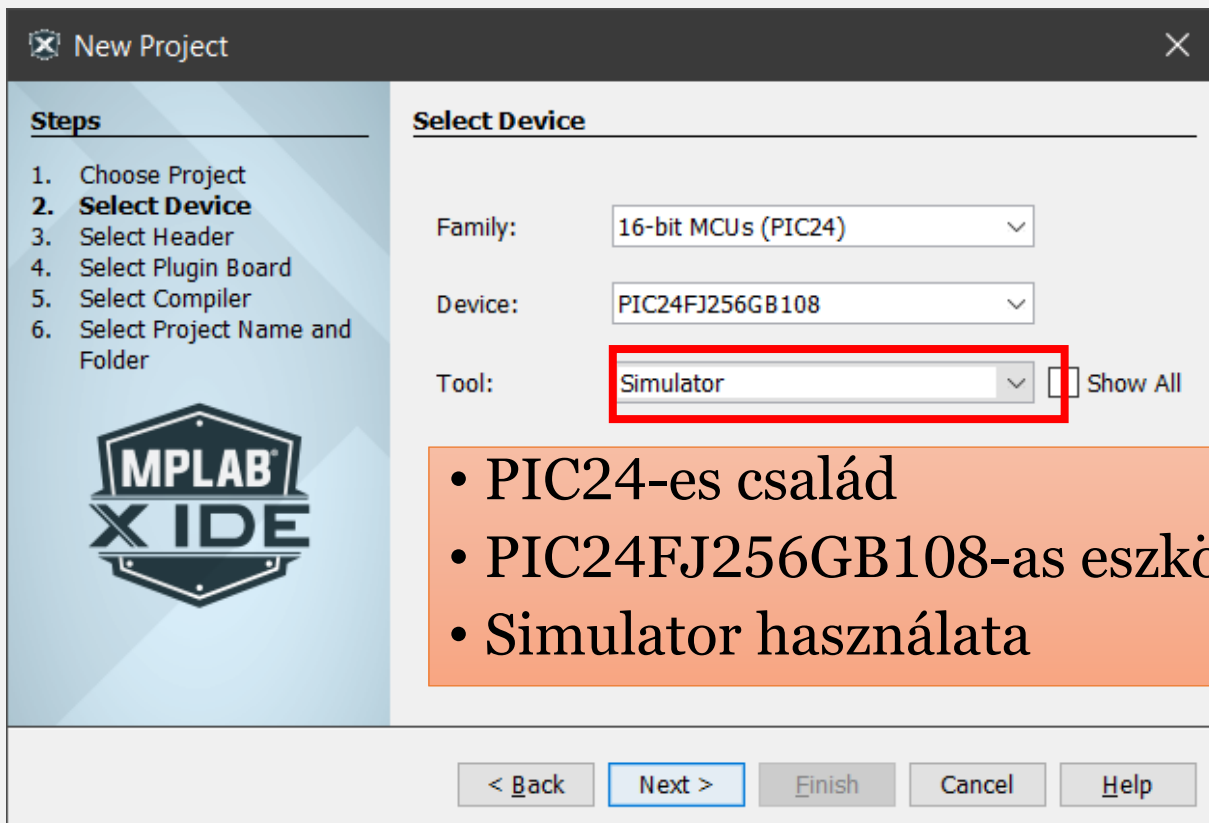 New Project
Steps
1. Choose Project
2. Select Device
3. Select Header
4. Select Plugin Board
5. Select Compiler
6. Select Project Name and
Folder
MPLAB®
X IDE
Select Device
Family: 16-bit MCUs (PIC24)
Device: PIC24FJ256GB108
Tool: Simulator Show All
• PIC24-es család
• PIC24FJ256GB108-as
• Simulator használata
< Back Next > Finish Cancel Help